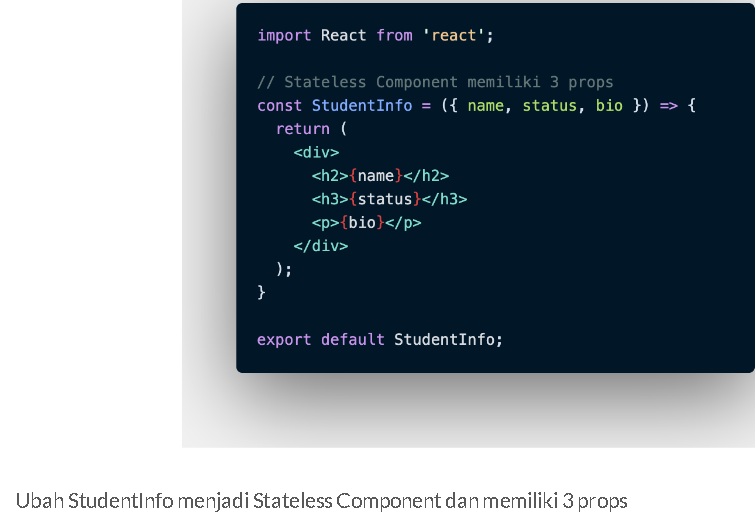 import React from 'react';
// Stateless Component memiliki 3 props
const StudentInfo = ({ name, status, bio }) => {
return (
<div>
<h2>{name}</h2>
<h3>{status}</h3>
<p>{bio}</p>
</div>
);
}
export default StudentInfo;
Ubah StudentInfo menjadi Stateless Component dan memiliki 3 props